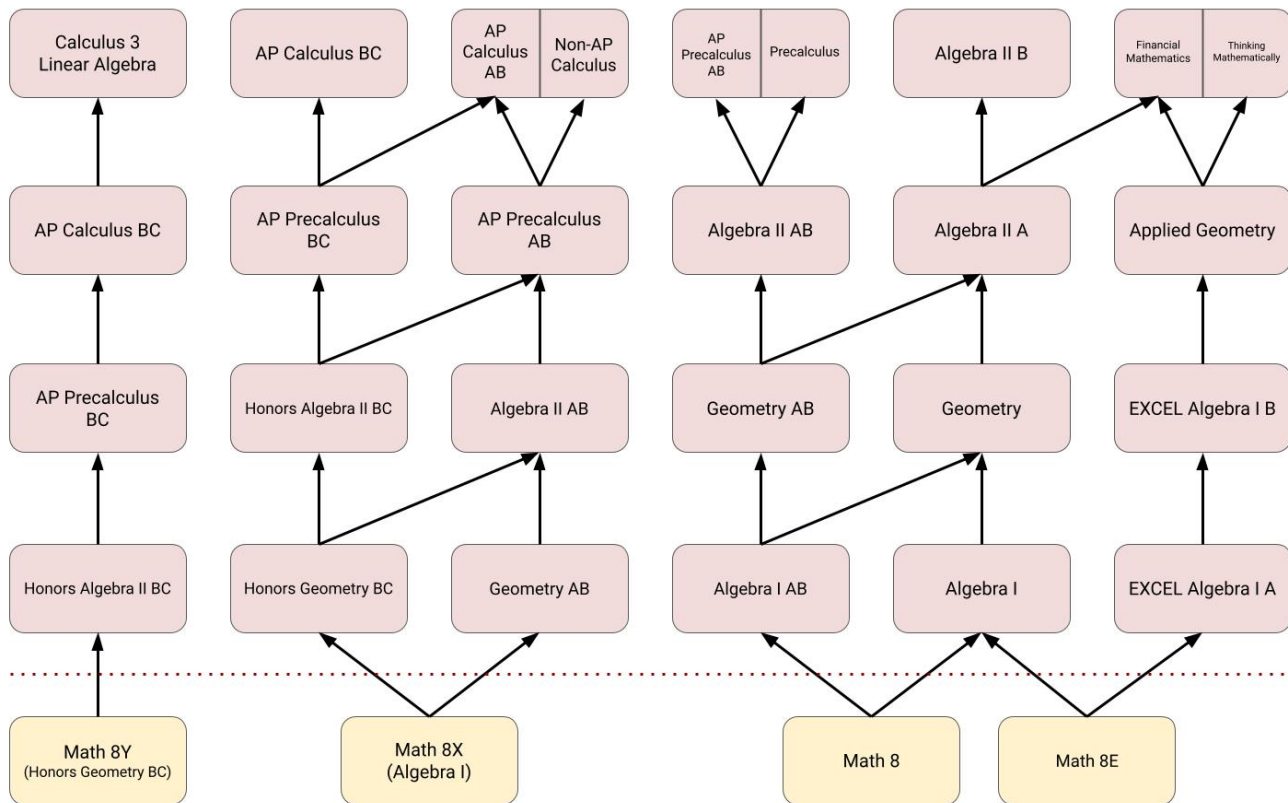 Calculus 3
Linear Algebra
AP Calculus BC
AP
Calculus
AB
Non-AP
Calculus
AP
Precalculus
AB
Precalculus
Algebra II B
Financial
Mathematics
Thinking
Mathematically
AP Calculus BC
AP Precalculus
BC
AP Precalculus
AB
Algebra II AB
Algebra II A
Applied Geometry
AP Precalculus
BC
Honors Algebra II BC
Algebra II AB
Geometry AB
Geometry
EXCEL Algebra I B
Honors Algebra II BC
Honors Geometry BC
Geometry AB
Algebra I AB
Algebra I
EXCEL Algebra I A
Math 8Y
(Honors Geometry BC)
Math 8X
(Algebra I)
Math 8
Math 8E